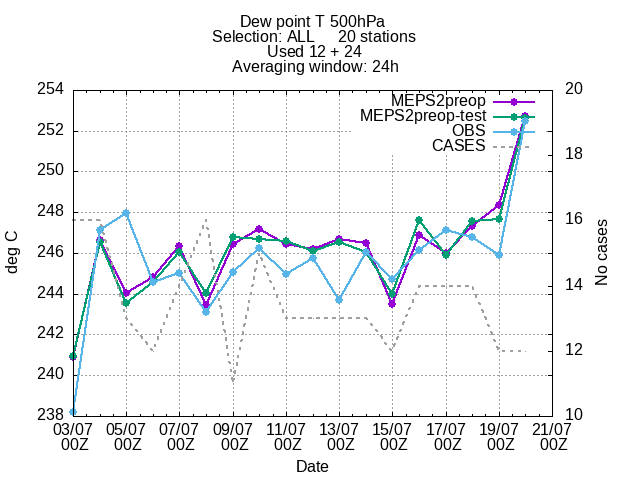 Dew point T 500hPa
Selection: ALL 20 stations
Used 12 + 24
Averaging window: 24h
MEPS2preop
MEPS2preop-test
OBS
CASES
254
252
250
248
246
244
242
240
238
deg C
20
18
16
14
12
10
No cases
03/07 05/07 07/07 09/07 11/07 13/07 15/07 17/07 19/07 21/07
00Z 00Z 00Z 00Z 00Z 00Z 00Z 00Z 00Z 00Z
Date